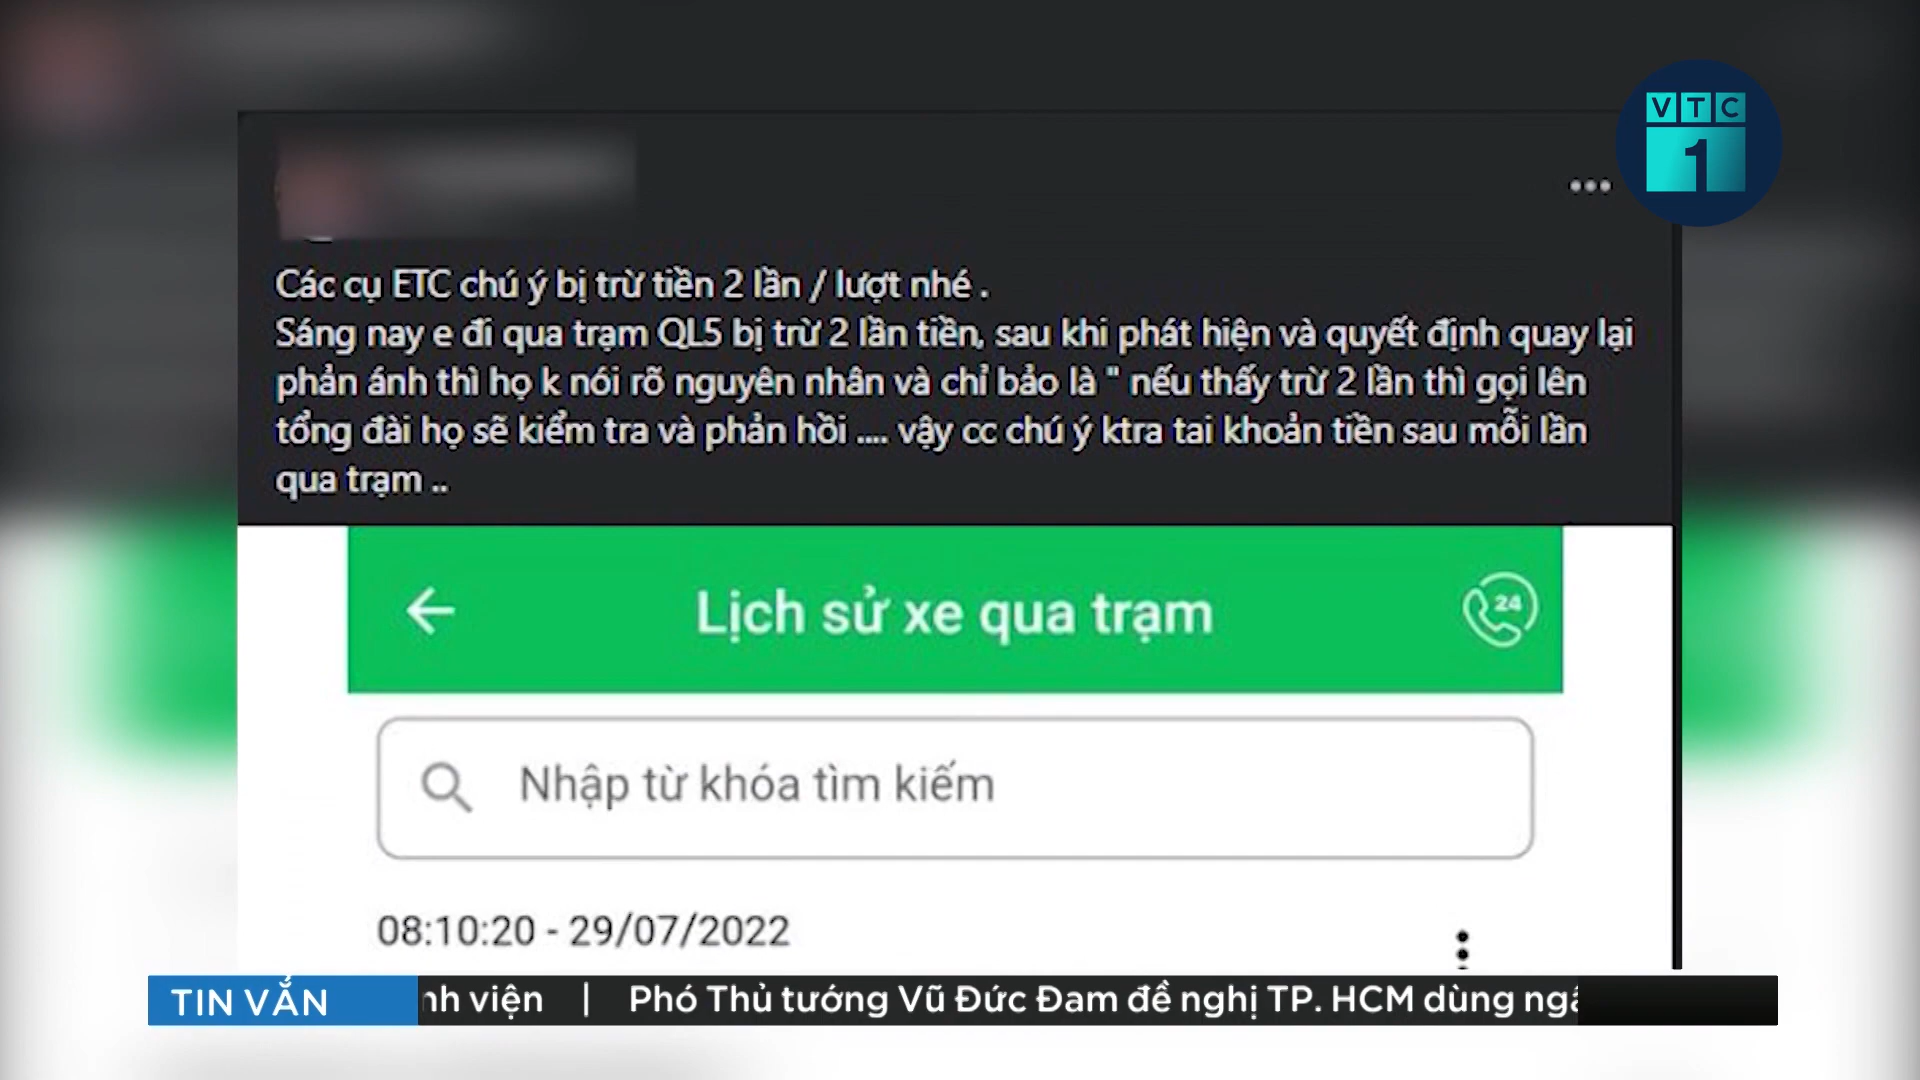 VTC
1
Các cụ ETC chú ý bị trừ tiền 2 lần / lượt nhé .
Sáng nay e đi qua trạm QL5 bị trừ 2 lần tiền, sau khi phát hiện và quyết định quay lại
phản ánh thì họ k nói rõ nguyên nhân và chỉ bảo là " nếu thấy trừ 2 lần thì gọi lên
tổng đài họ sẽ kiểm tra và phản hồi .... vậy cc chú ý ktra tai khoản tiền sau mỗi lần
qua trạm ..
Lịch sử xe qua trạm
24
Nhập từ khóa tìm kiếm
08:10:20 - 29/07/2022
TIN VẮN nh viện | Phó Thủ tướng Vũ Đức Đam đề nghị TP. HCM dùng